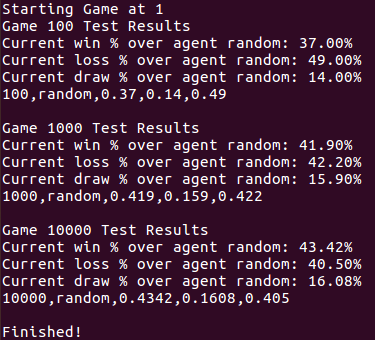 Starting Game at 1
Game 100 Test Results
Current win % over agent random: 37.00%
Current loss % over agent random: 49.00%
Current draw % over agent random: 14.00%
100,random,0.37,0.14,0.49
Game 1000 Test Results
Current win % over agent random: 41.90%
Current loss % over agent random: 42.20%
Current draw % over agent random: 15.90%
1000,random,0.419,0.159,0.422
Game 10000 Test Results
Current win % over agent random: 43.42%
Current loss % over agent random: 40.50%
Current draw % over agent random: 16.08%
10000,random,0.4342,0.1608,0.405
Finished!